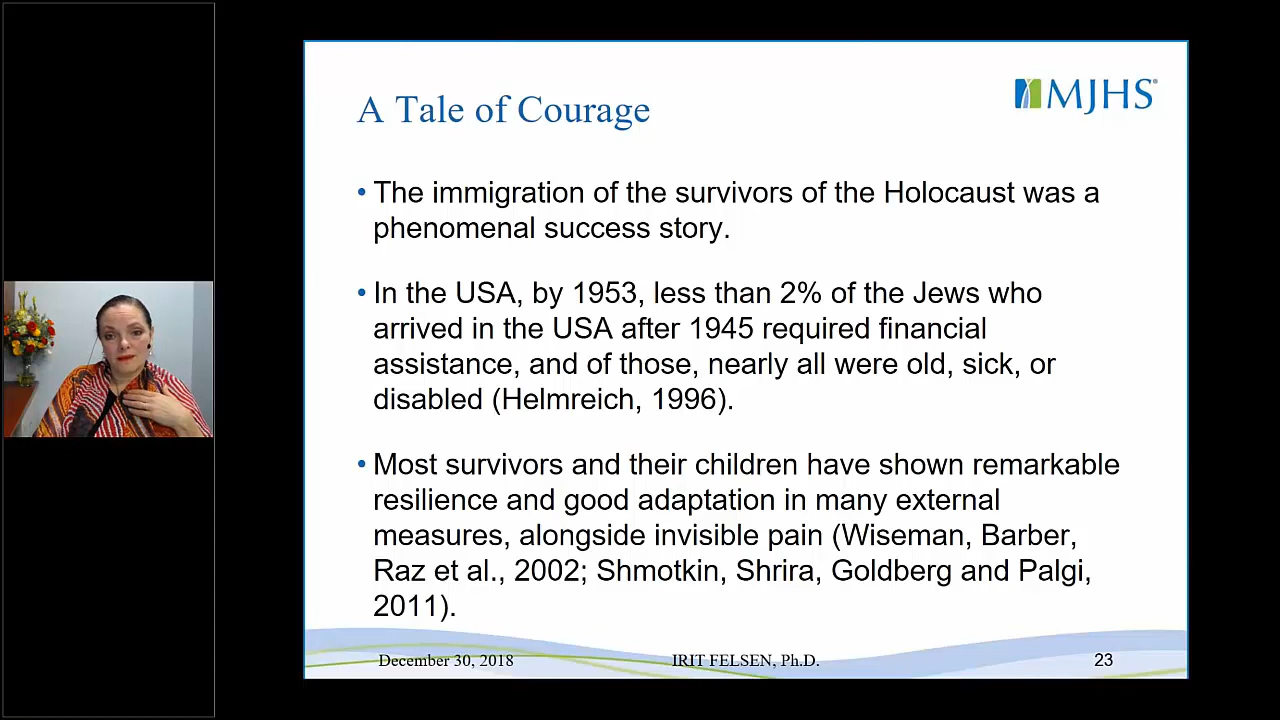 A Tale of Courage
MJHS
• The immigration of the survivors of the Holocaust was a
phenomenal success story.
• In the USA, by 1953, less than 2% of the Jews who
arrived in the USA after 1945 required financial
assistance, and of those, nearly all were old, sick, or
disabled (Helmreich, 1996).
• Most survivors and their children have shown remarkable
resilience and good adaptation in many external
measures, alongside invisible pain (Wiseman, Barber,
Raz et al., 2002; Shmotkin, Shrira, Goldberg and Palgi,
2011).
December 30, 2018 IRIT FELSEN, Ph.D. 23